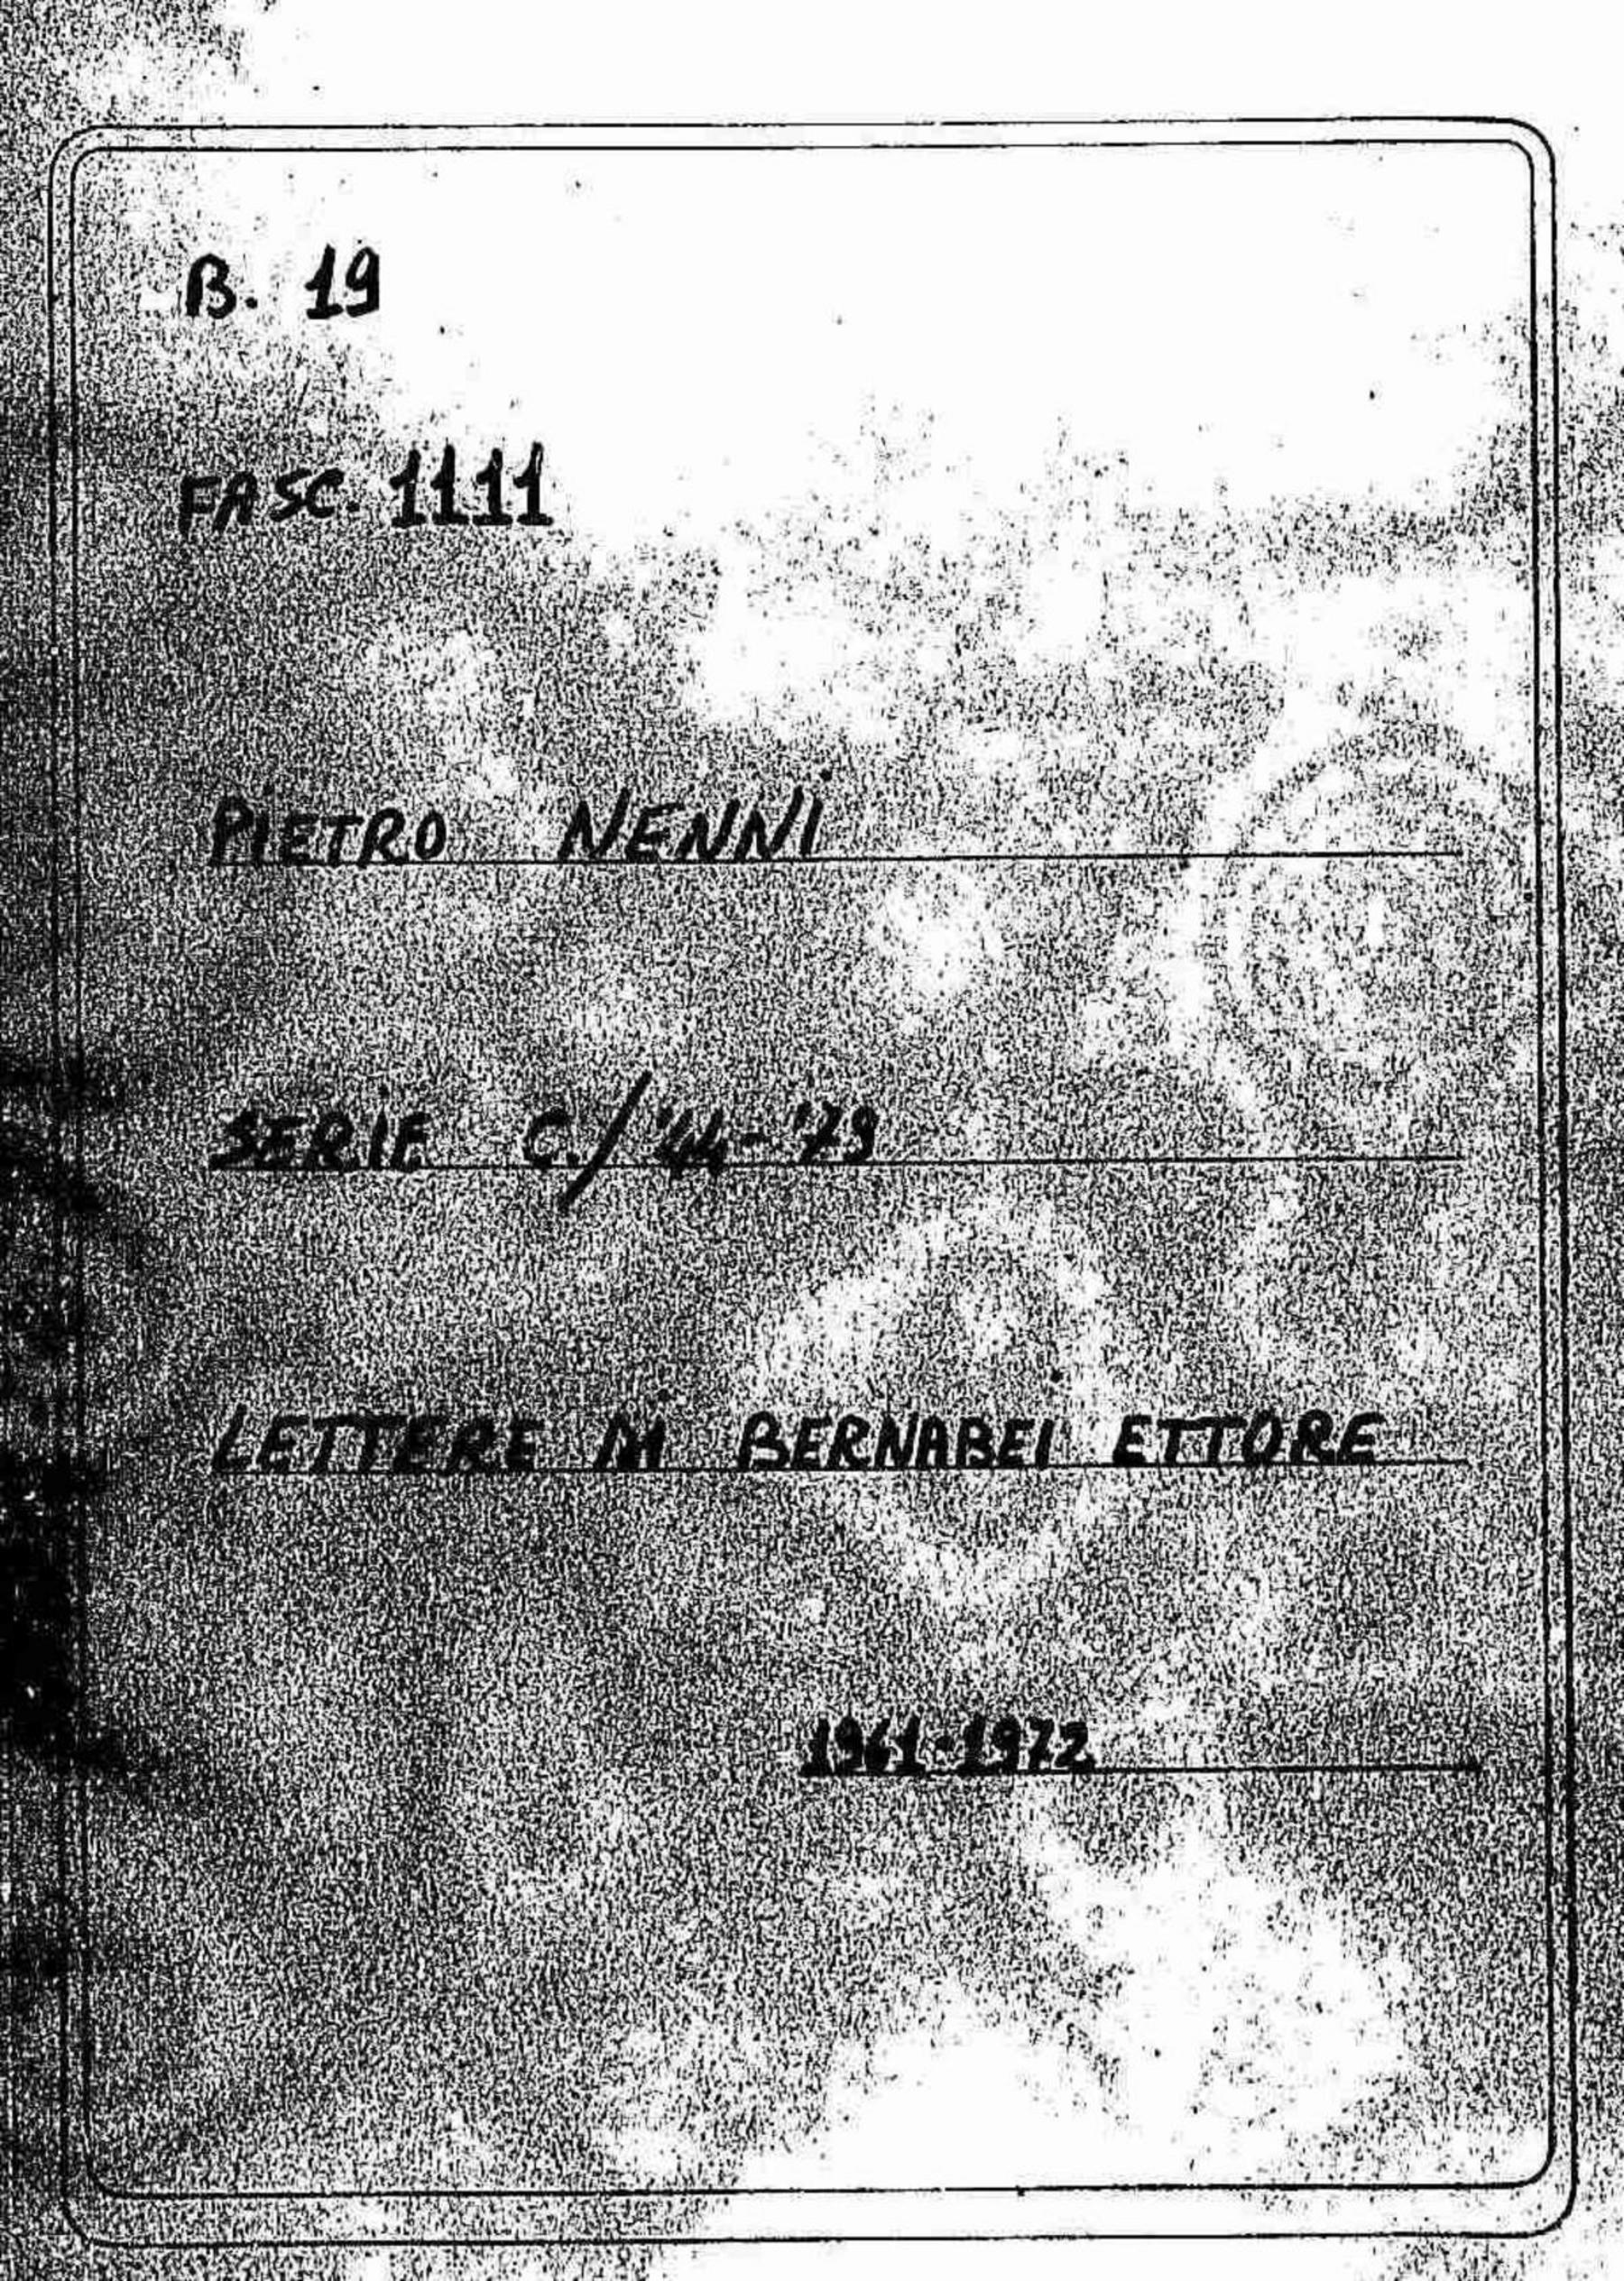 B. 19
FASC. 1111
PIETRO NENNI
SERIE C./'44-'79
LETTERE DI BERNABEI ETTORE
1961-1972